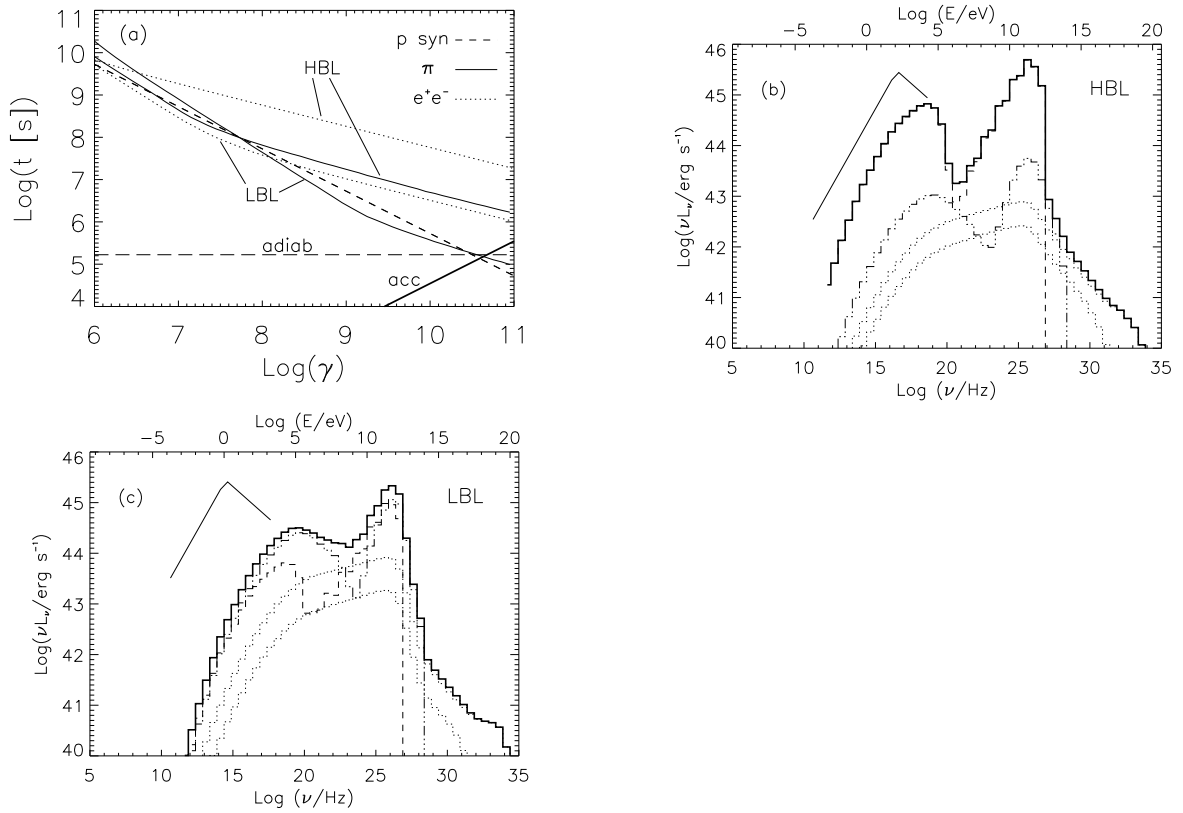 (a)
p syn
π
e⁺e⁻
HBL
LBL
adiab
acc
Log(t [s])
11
10
9
8
7
6
5
4
6 7 8 9 10 11
Log(γ)
Log (E/eV)
−5 0 5 10 15 20
(b)
HBL
Log(νLᵥ/erg s⁻¹)
46
45
44
43
42
41
40
5 10 15 20 25 30 35
Log (ν/Hz)
Log (E/eV)
−5 0 5 10 15 20
(c)
LBL
Log(νLᵥ/erg s⁻¹)
46
45
44
43
42
41
40
5 10 15 20 25 30 35
Log (ν/Hz)